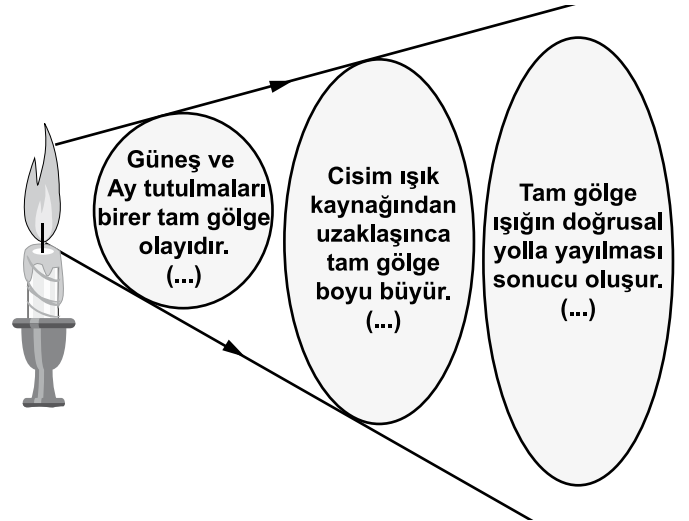 Güneş ve
Ay tutulmaları
birer tam gölge
olayıdır.
(...)
Cisim ışık
kaynağından
uzaklaşınca
tam gölge
boyu büyür.
(...)
Tam gölge
ışığın doğrusal
yolla yayılması
sonucu oluşur.
(...)